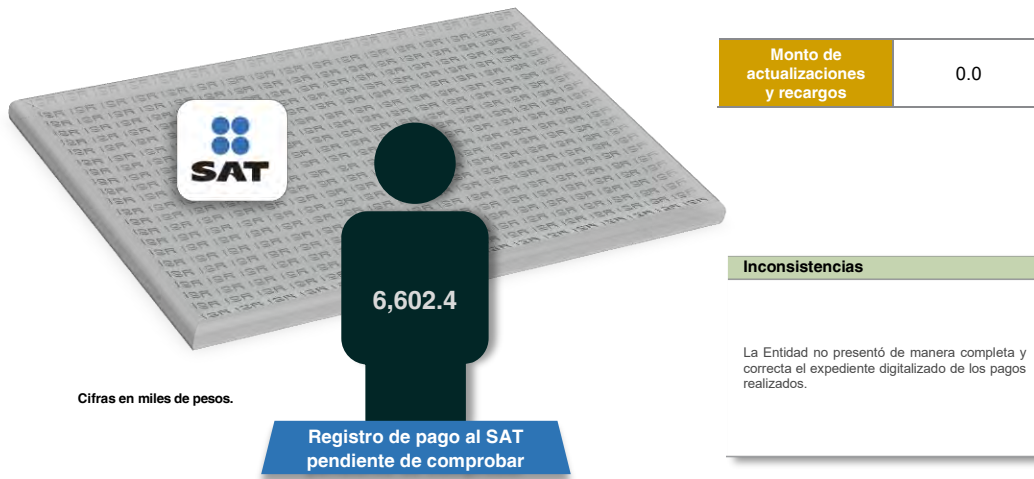 SAT
6,602.4
Cifras en miles de pesos.
Registro de pago al SAT
pendiente de comprobar
Monto de
actualizaciones
y recargos
0.0
Inconsistencias
La Entidad no presentó de manera completa y
correcta el expediente digitalizado de los pagos
realizados.